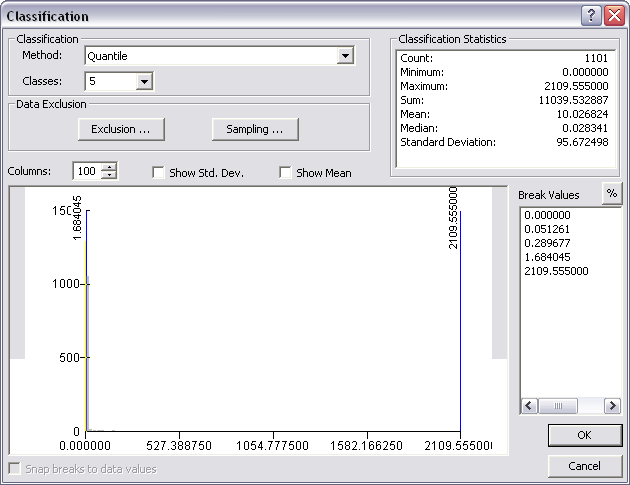 Classification
Classification
Method: Quantile
Classes: 5
Data Exclusion
Exclusion ...
Sampling ...
Classification Statistics
Count: 1101
Minimum: 0.000000
Maximum: 2109.555000
Sum: 11039.532887
Mean: 10.026824
Median: 0.028341
Standard Deviation: 95.672498
Columns: 100
Show Std. Dev.
Show Mean
Break Values
%
0.000000
0.051261
0.289677
1.684045
2109.555000
1500
1000
500
0
1.684045
2109.555000
0.000000
527.388750
1054.777500
1582.166250
2109.555000
OK
Snap breaks to data values
Cancel